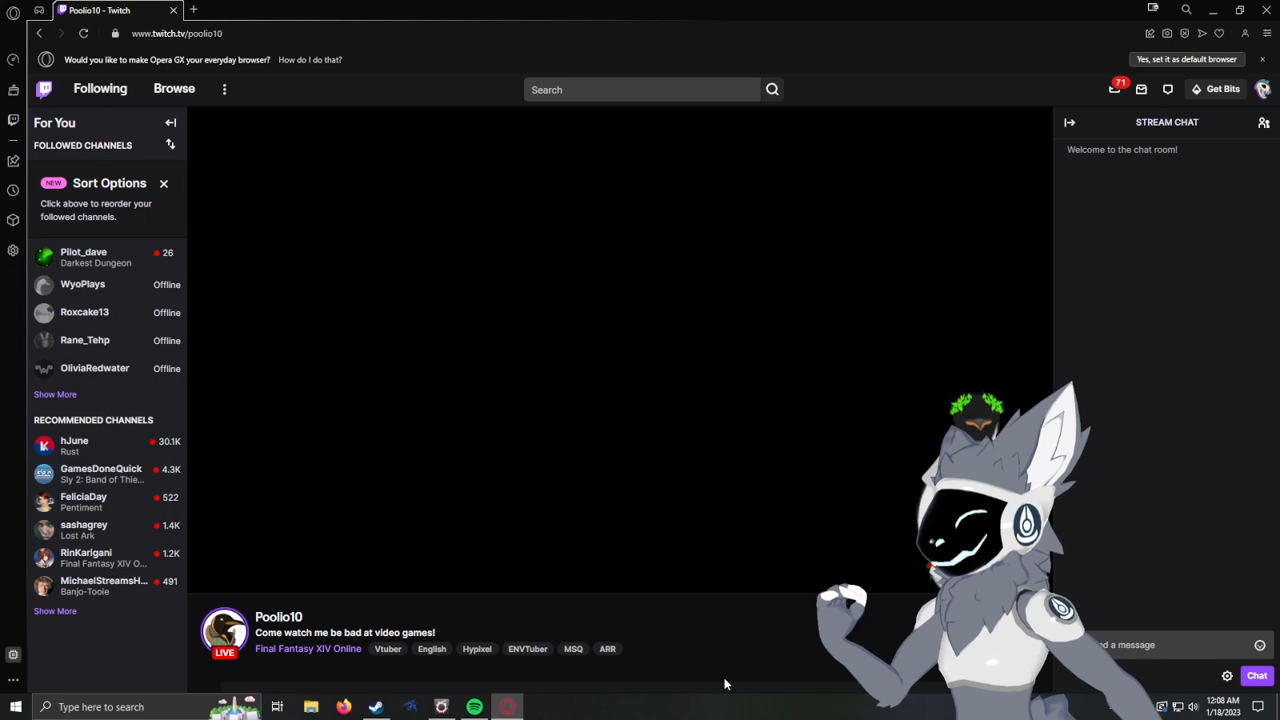 Poolio10 - Twitch
www.twitch.tv/poolio10
Would you like to make Opera GX your everyday browser? How do I do that?
Yes, set it as default browser
Following
Browse
Search
71
Get Bits
For You
FOLLOWED CHANNELS
NEW Sort Options
Click above to reorder your
followed channels.
Pilot_dave 26
Darkest Dungeon
WyoPlays Offline
Roxcake13 Offline
Rane_Tehp Offline
OliviaRedwater Offline
Show More
RECOMMENDED CHANNELS
hJune 30.1K
Rust
GamesDoneQuick 4.3K
Sly 2: Band of Thie...
FeliciaDay 522
Pentiment
sashagrey 1.4K
Lost Ark
RinKarigani 1.2K
Final Fantasy XIV O...
MichaelStreamsH... 491
Banjo-Tooie
Show More
Poolio10
Come watch me be bad at video games!
LIVE
Final Fantasy XIV Online Vtuber English Hypixel ENVTuber MSQ ARR
STREAM CHAT
Welcome to the chat room!
d a message
Chat
Type here to search
12:08 AM
1/18/2023